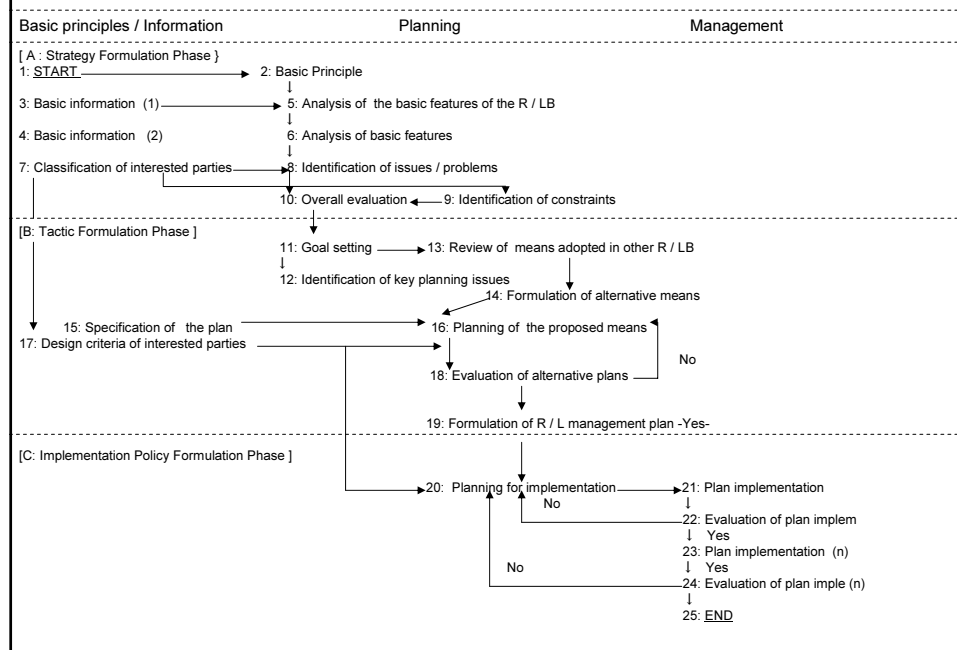 Basic principles / Information Planning Management
[ A : Strategy Formulation Phase }
1: START 2: Basic Principle
↓
3: Basic information (1) 5: Analysis of the basic features of the R / LB
↓
4: Basic information (2) 6: Analysis of basic features
↓
7: Classification of interested parties 8: Identification of issues / problems
10: Overall evaluation 9: Identification of constraints
[B: Tactic Formulation Phase ]
11: Goal setting 13: Review of means adopted in other R / LB
↓
12: Identification of key planning issues
14: Formulation of alternative means
15: Specification of the plan 16: Planning of the proposed means
17: Design criteria of interested parties
No
18: Evaluation of alternative plans
19: Formulation of R / L management plan -Yes-
[C: Implementation Policy Formulation Phase ]
20: Planning for implementation 21: Plan implementation
No ↓
22: Evaluation of plan implem
↓ Yes
23: Plan implementation (n)
No ↓ Yes
24: Evaluation of plan imple (n)
↓
25: END